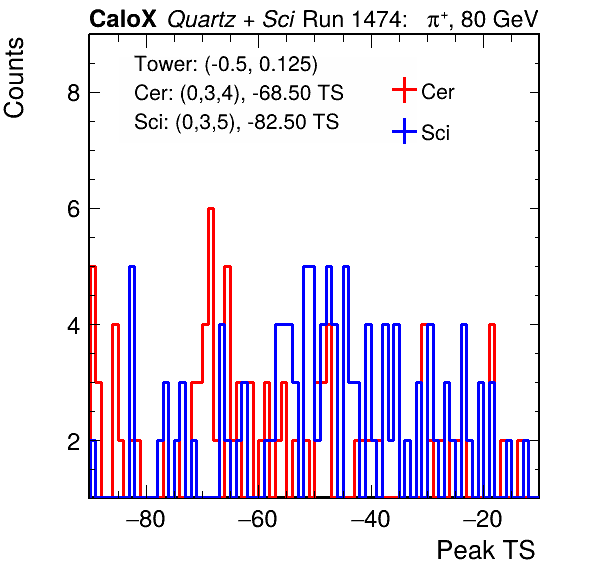 CaloX Quartz + Sci Run 1474: π⁺, 80 GeV
Counts
Tower: (-0.5, 0.125)
Cer: (0,3,4), -68.50 TS
Sci: (0,3,5), -82.50 TS
Cer
Sci
8
6
4
2
−80 −60 −40 −20
Peak TS